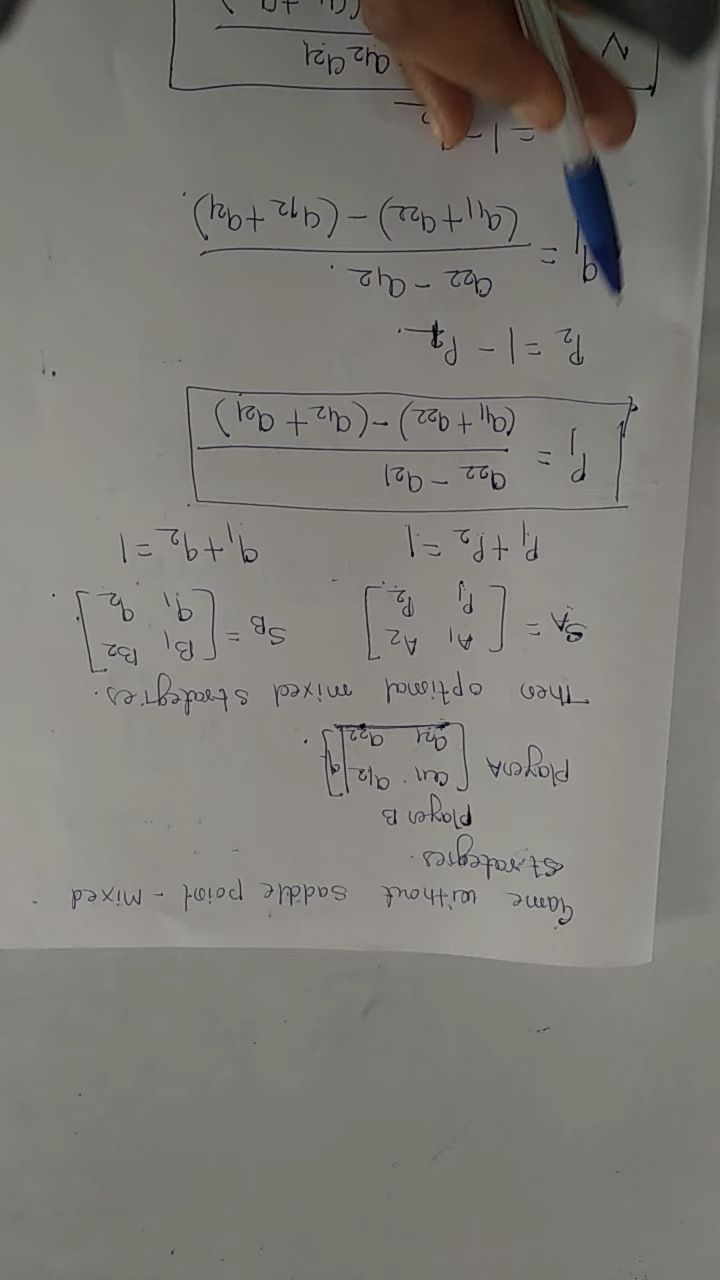 Game without saddle point - Mixed
strategies.
Player B
Player A [a11 a12
a21 a22]
Then optional mixed strategies.
SA = [A1 A2
P1 P2] SB = [B1 B2
q1 q2]
P1 + P2 = 1 q1 + q2 = 1
P1 = a22 - a21
(a11 + a22) - (a12 + a21)
P2 = 1 - P
q1 = a22 - a12
(a11 + a22) - (a12 + a21)
= 1 -
a12 a21